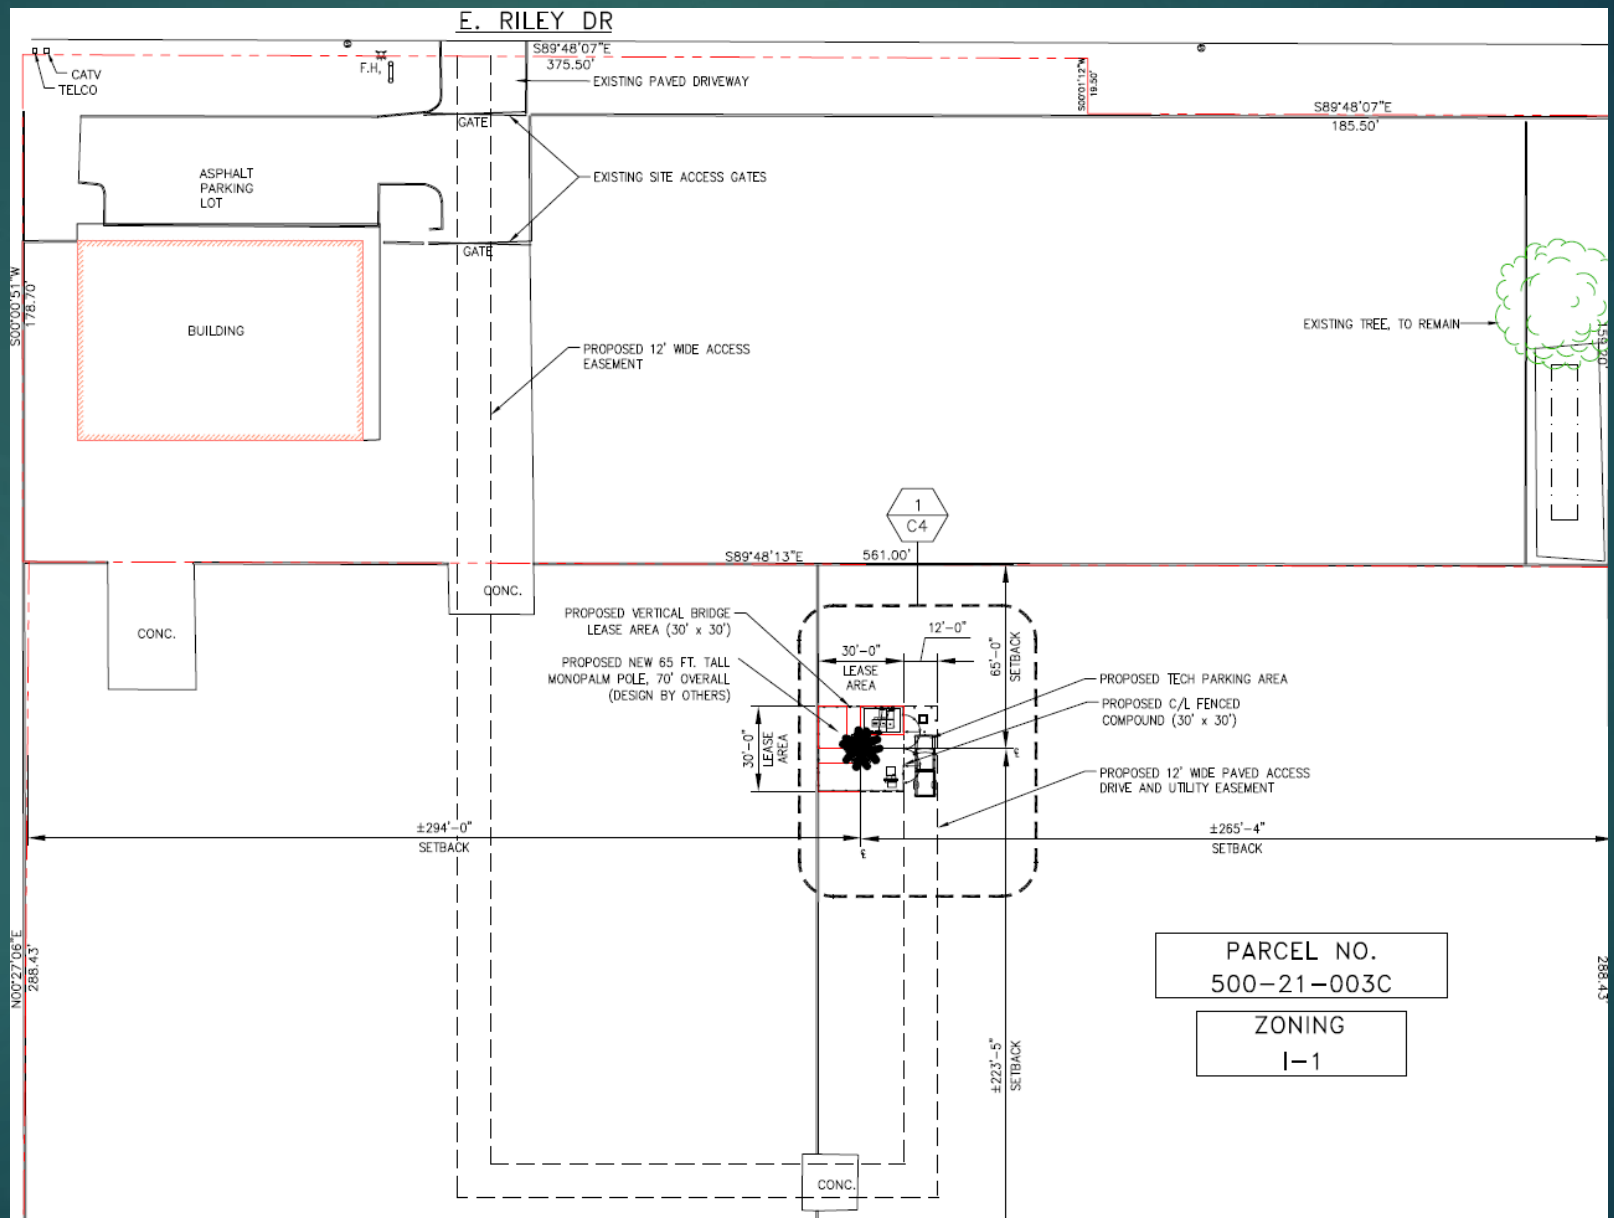 E. RILEY DR
S89°48'07"E
375.50'
CATV
TELCO
F.H.
EXISTING PAVED DRIVEWAY
S00°01'12"W
19.50'
S89°48'07"E
185.50'
GATE
ASPHALT
PARKING
LOT
EXISTING SITE ACCESS GATES
GATE
S00°00'51"W
178.70'
BUILDING
EXISTING TREE, TO REMAIN
159.20'
PROPOSED 12' WIDE ACCESS
EASEMENT
1
C4
S89°48'13"E
561.00'
CONC.
CONC.
PROPOSED VERTICAL BRIDGE
LEASE AREA (30' x 30')
PROPOSED NEW 65 FT. TALL
MONOPALM POLE, 70' OVERALL
(DESIGN BY OTHERS)
12'-0"
30'-0"
LEASE
AREA
65'-0"
SETBACK
30'-0"
LEASE
AREA
PROPOSED TECH PARKING AREA
PROPOSED C/L FENCED
COMPOUND (30' x 30')
PROPOSED 12' WIDE PAVED ACCESS
DRIVE AND UTILITY EASEMENT
±294'-0"
SETBACK
±265'-4"
SETBACK
N00°27'06"E
288.43'
PARCEL NO.
500-21-003C
288.43'
ZONING
I-1
±223'-5"
SETBACK
CONC.